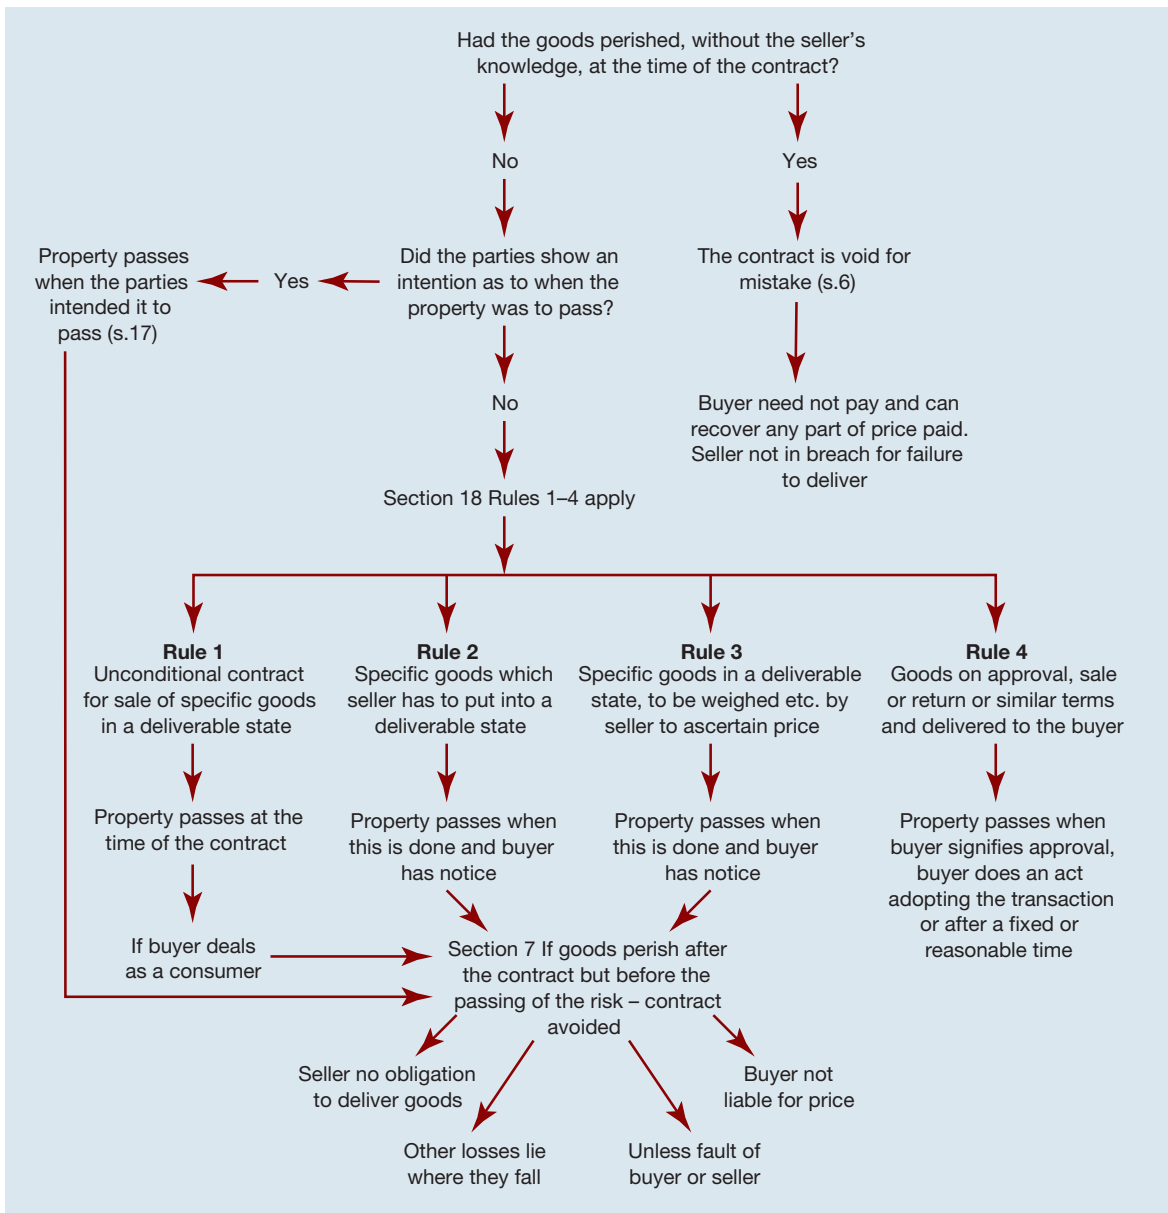 Had the goods perished, without the seller’s
knowledge, at the time of the contract?
No
Yes
Property passes
when the parties
intended it to
pass (s.17)
Yes
Did the parties show an
intention as to when the
property was to pass?
The contract is void for
mistake (s.6)
No
Buyer need not pay and can
recover any part of price paid.
Seller not in breach for failure
to deliver
Section 18 Rules 1–4 apply
Rule 1
Unconditional contract
for sale of specific goods
in a deliverable state
Rule 2
Specific goods which
seller has to put into a
deliverable state
Rule 3
Specific goods in a deliverable
state, to be weighed etc. by
seller to ascertain price
Rule 4
Goods on approval, sale
or return or similar terms
and delivered to the buyer
Property passes at the
time of the contract
Property passes when
this is done and buyer
has notice
Property passes when
this is done and buyer
has notice
Property passes when
buyer signifies approval,
buyer does an act
adopting the transaction
or after a fixed or
reasonable time
If buyer deals
as a consumer
Section 7 If goods perish after
the contract but before the
passing of the risk – contract
avoided
Seller no obligation
to deliver goods
Buyer not
liable for price
Other losses lie
where they fall
Unless fault of
buyer or seller